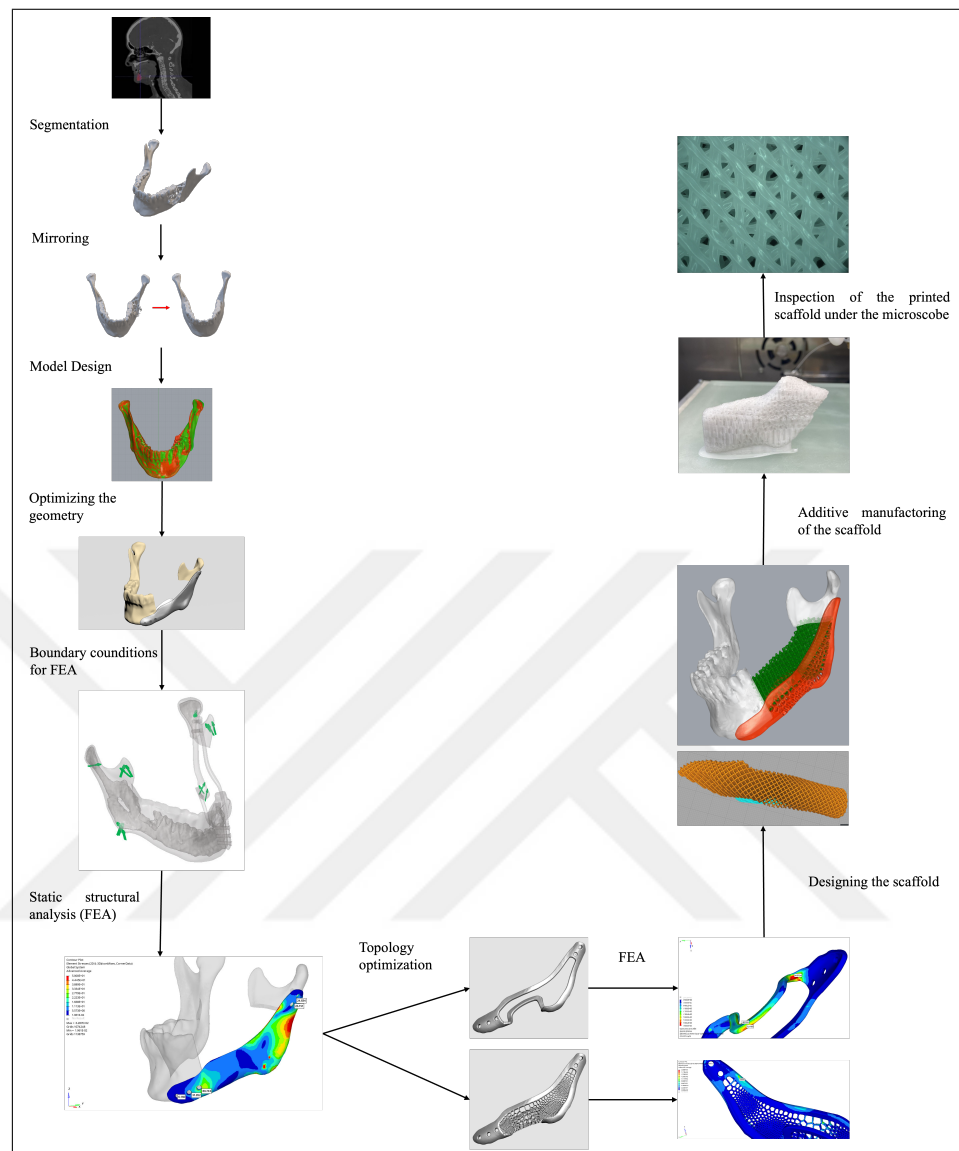 Segmentation
Mirroring
Model Design
Optimizing the
geometry
Boundary counditions
for FEA
Static structural
analysis (FEA)
Topology
optimization
FEA
Designing the scaffold
Additive manufactoring
of the scaffold
Inspection of the printed
scaffold under the microscobe